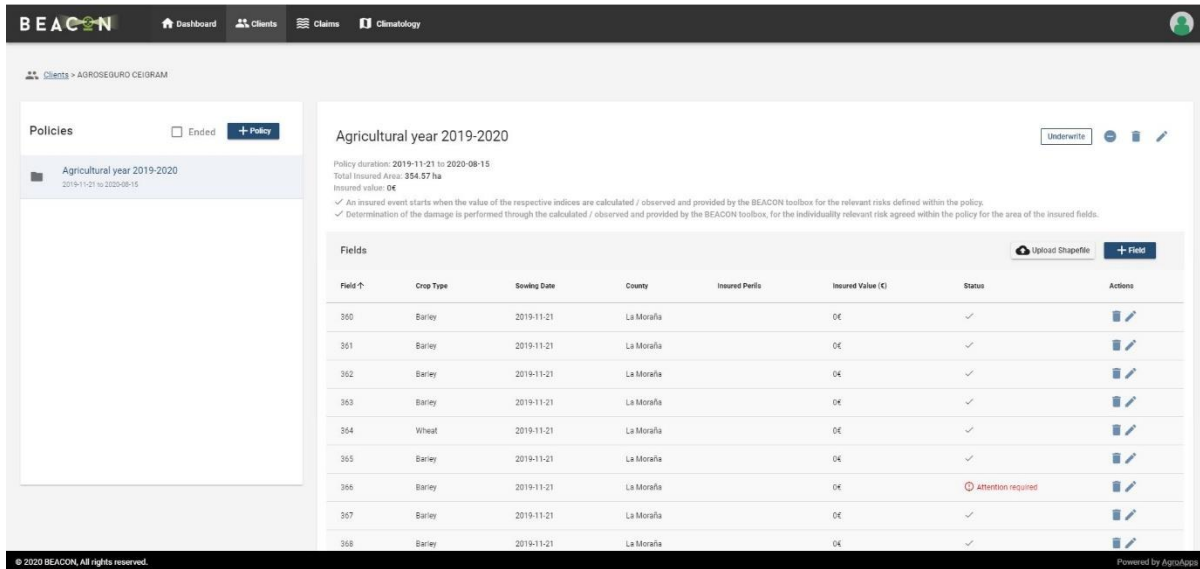 BEACON Dashboard Clients Claims Climatology
Clients > AGROSEGURO CEIGRAM
Policies Ended + Policy
Agricultural year 2019-2020
2019-11-21 to 2020-08-15
Agricultural year 2019-2020 Underwrite
Policy duration: 2019-11-21 to 2020-08-15
Total Insured Area: 354.57 ha
Insured value: 0€
✓ An insured event starts when the value of the respective indices are calculated / observed and provided by the BEACON toolbox for the relevant risks defined within the policy.
✓ Determination of the damage is performed through the calculated / observed and provided by the BEACON toolbox, for the individuality relevant risk agreed within the policy for the area of the insured fields.
Fields Upload Shapefile + Field
Field ↑ Crop Type Sowing Date County Insured Perils Insured Value (€) Status Actions
360 Barley 2019-11-21 La Moraña 0€ ✓
361 Barley 2019-11-21 La Moraña 0€ ✓
362 Barley 2019-11-21 La Moraña 0€ ✓
363 Barley 2019-11-21 La Moraña 0€ ✓
364 Wheat 2019-11-21 La Moraña 0€ ✓
365 Barley 2019-11-21 La Moraña 0€ ✓
366 Barley 2019-11-21 La Moraña 0€ Attention required
367 Barley 2019-11-21 La Moraña 0€ ✓
368 Barley 2019-11-21 La Moraña 0€ ✓
© 2020 BEACON, All rights reserved. Powered by AgroApps